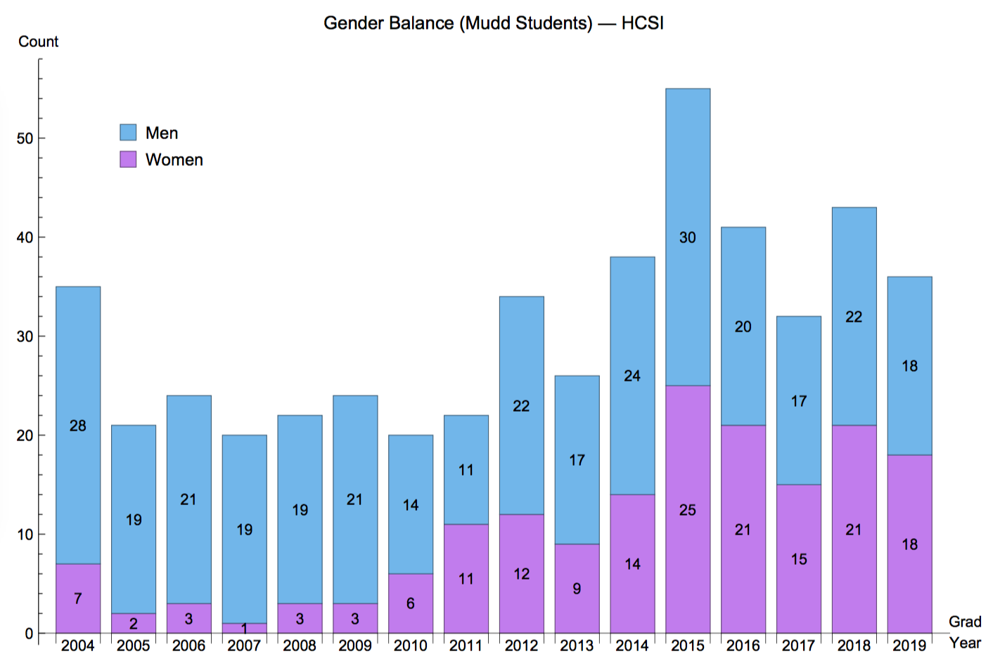 Gender Balance (Mudd Students) — HCSI
Count
50
40
30
20
10
0
Men
Women
28 19 21 19 19 21 14 11 22 17 24 30 20 17 22 18
7 2 3 1 3 3 6 11 12 9 14 25 21 15 21 18
2004 2005 2006 2007 2008 2009 2010 2011 2012 2013 2014 2015 2016 2017 2018 2019
Grad
Year